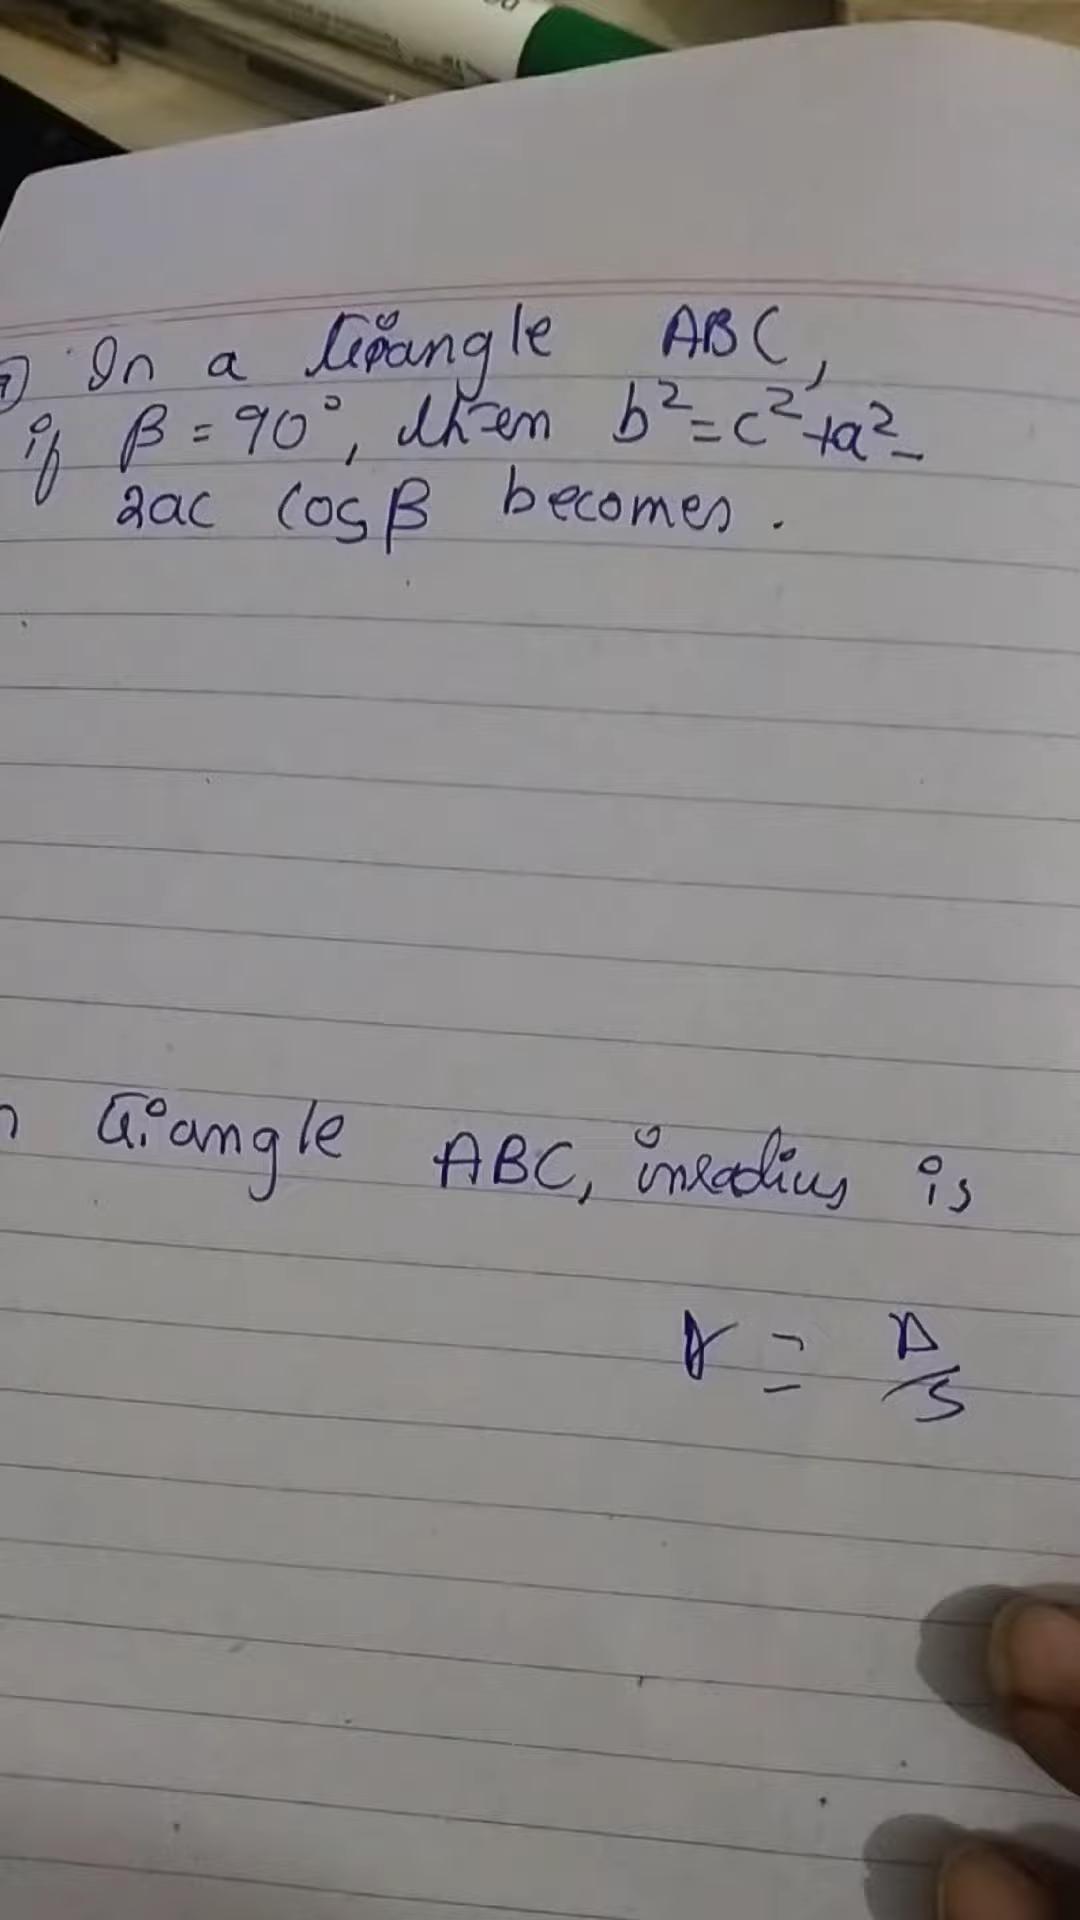 In a triangle ABC,
if β = 90°, then b² = c² + a² -
2ac cos β becomes .
triangle ABC, inradius is
r = Δ/s